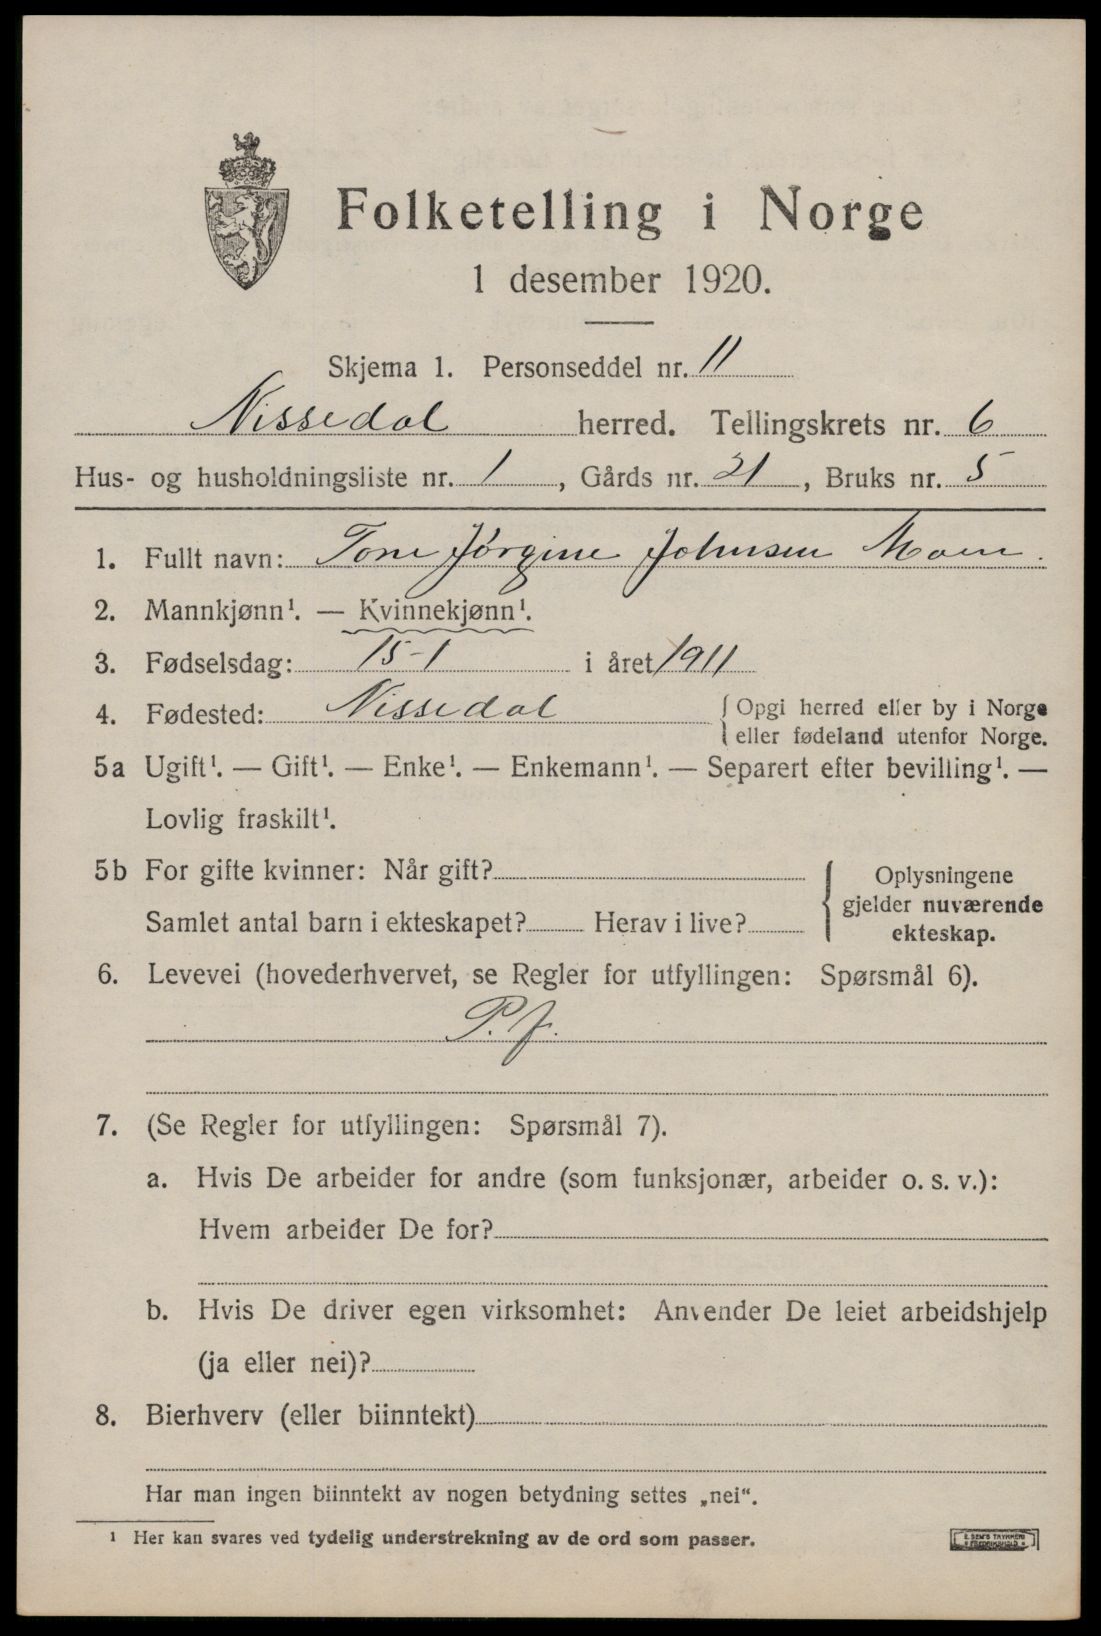 Folketelling i Norge
1 desember 1920.
Skjema 1. Personseddel nr. 11
Nissedal herred. Tellingskrets nr. 6
Hus- og husholdningsliste nr. 1, Gårds nr. 21, Bruks nr. 5
1. Fullt navn: Tone Jørgine Johnsen Moen.
2. Mannkjønn¹. — Kvinnekjønn¹.
3. Fødselsdag: 15-1 i året 1911
4. Fødested: Nissedal { Opgi herred eller by i Norge
eller fødeland utenfor Norge.
5a Ugift¹. — Gift¹. — Enke¹. — Enkemann¹. — Separert efter bevilling¹. —
Lovlig fraskilt¹.
5b For gifte kvinner: Når gift?
Samlet antal barn i ekteskapet? Herav i live?
{ Oplysningene
gjelder nuværende
ekteskap.
6. Levevei (hovederhvervet, se Regler for utfyllingen: Spørsmål 6).
P. f.
7. (Se Regler for utfyllingen: Spørsmål 7).
a. Hvis De arbeider for andre (som funksjonær, arbeider o. s. v.):
Hvem arbeider De for?
b. Hvis De driver egen virksomhet: Anvender De leiet arbeidshjelp
(ja eller nei)?
8. Bierhverv (eller biinntekt)
Har man ingen biinntekt av nogen betydning settes „nei“.
¹ Her kan svares ved tydelig understrekning av de ord som passer.
E. SEM'S TRYKKERI
FREDRIKSHALD